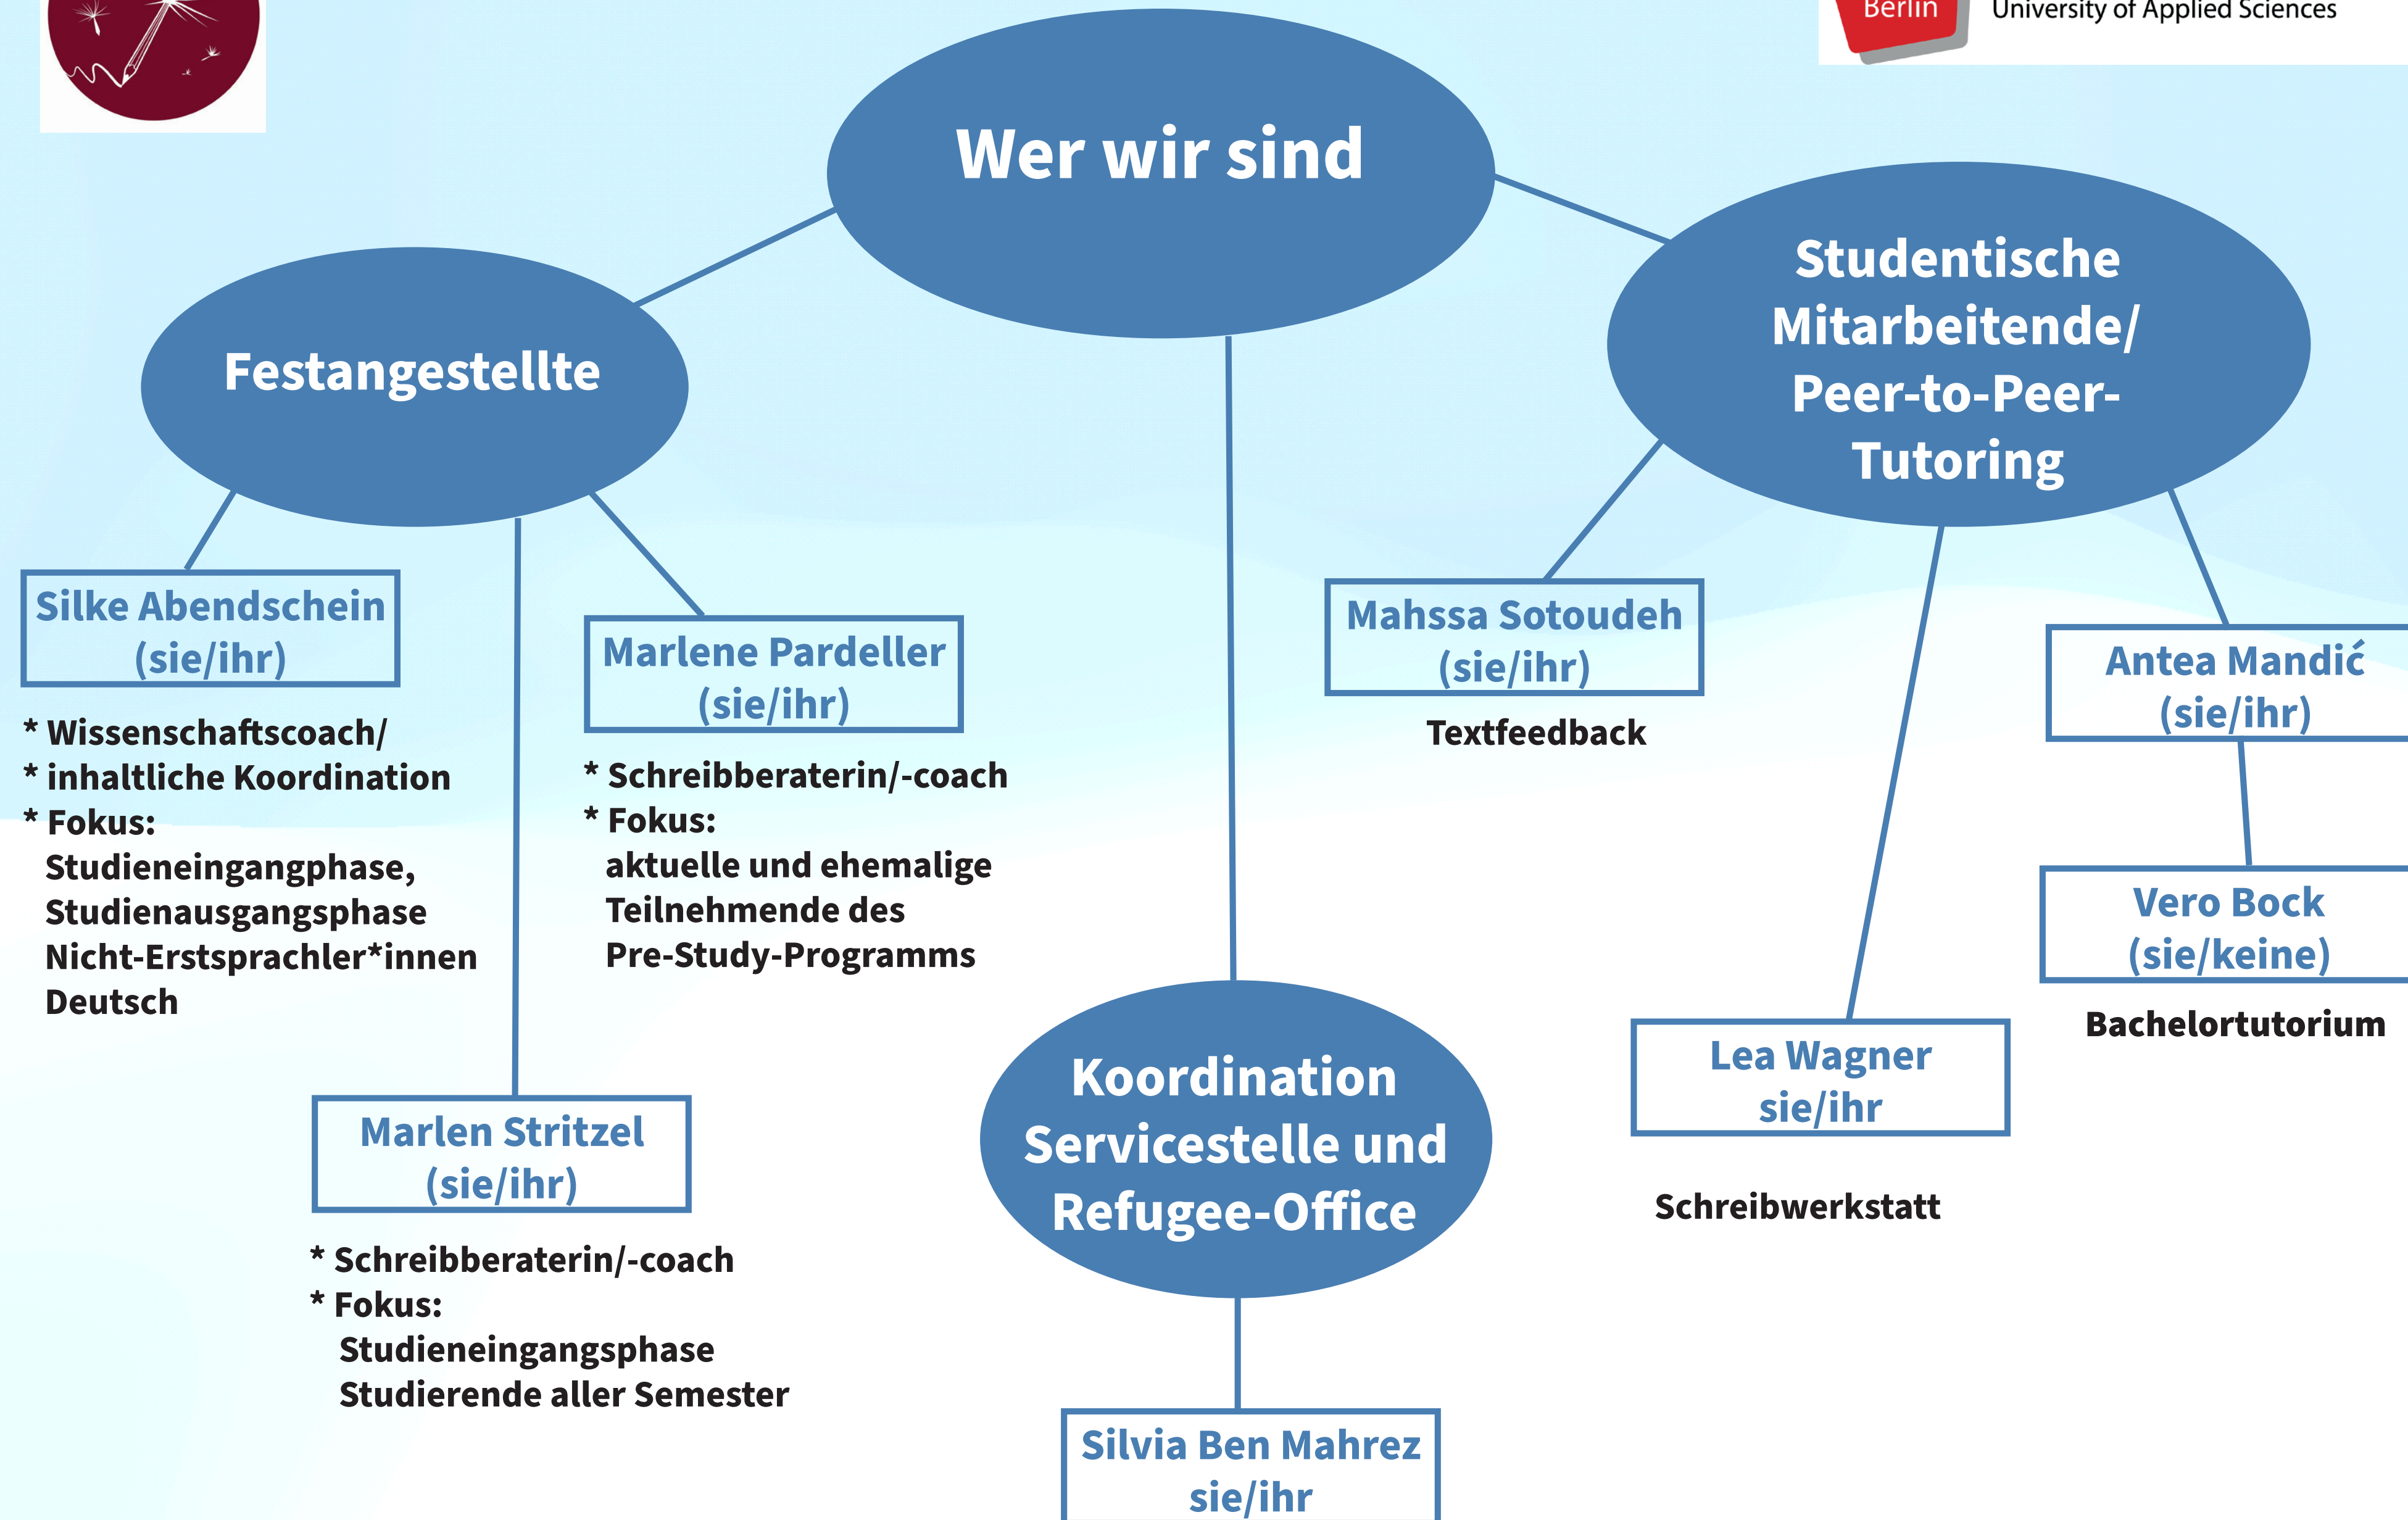 Berlin
University of Applied Sciences
Wer wir sind
Festangestellte
Silke Abendschein
(sie/ihr)
* Wissenschaftscoach/
* inhaltliche Koordination
* Fokus:
Studieneingangphase,
Studienausgangsphase
Nicht-Erstsprachler*innen
Deutsch
Marlene Pardeller
(sie/ihr)
* Schreibberaterin/-coach
* Fokus:
aktuelle und ehemalige
Teilnehmende des
Pre-Study-Programms
Marlen Stritzel
(sie/ihr)
* Schreibberaterin/-coach
* Fokus:
Studieneingangsphase
Studierende aller Semester
Koordination
Servicestelle und
Refugee-Office
Silvia Ben Mahrez
sie/ihr
Studentische
Mitarbeitende/
Peer-to-Peer-
Tutoring
Mahssa Sotoudeh
(sie/ihr)
Textfeedback
Lea Wagner
sie/ihr
Schreibwerkstatt
Antea Mandić
(sie/ihr)
Vero Bock
(sie/keine)
Bachelortutorium